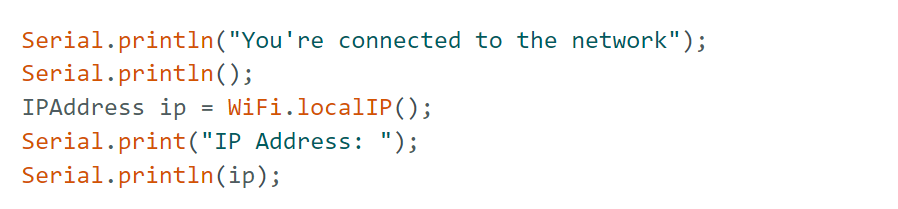 Serial.println("You're connected to the network");
Serial.println();
IPAddress ip = WiFi.localIP();
Serial.print("IP Address: ");
Serial.println(ip);